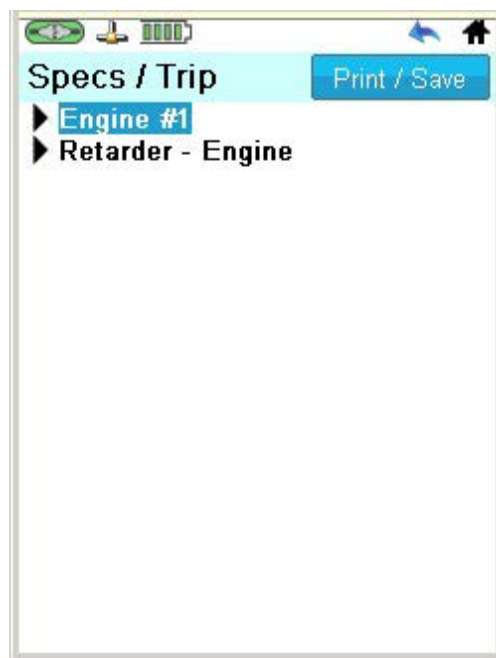 Specs / Trip
Print / Save
Engine #1
Retarder - Engine